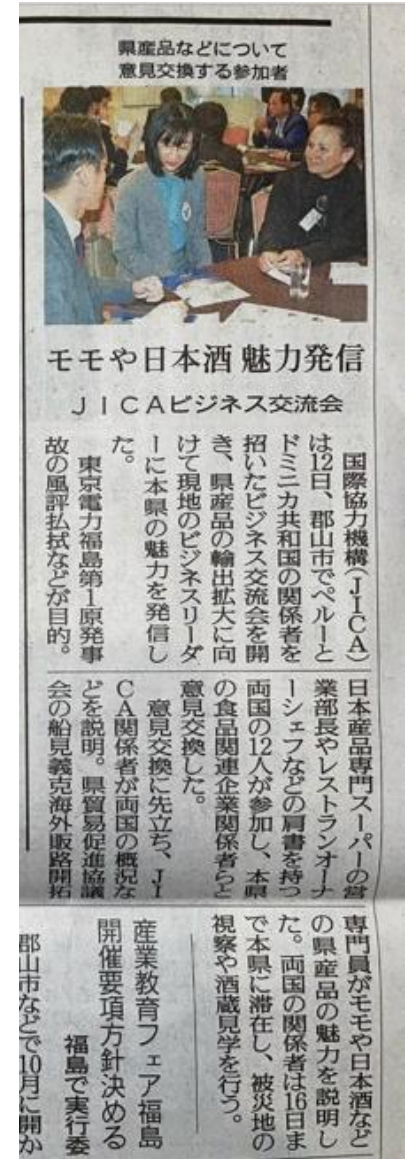 県産品などについて
意見交換する参加者
モモや日本酒 魅力発信
ＪＩＣＡビジネス交流会
国際協力機構（ＪＩＣＡ）
は12日、郡山市でペルーと
ドミニカ共和国の関係者を
招いたビジネス交流会を開
き、県産品の輸出拡大に向
けて現地のビジネスリーダ
ーに本県の魅力を発信し
た。
東京電力福島第１原発事
故の風評払拭などが目的。
日本産品専門スーパーの営
業部長やレストランオーナ
ーシェフなどの肩書を持つ
両国の12人が参加し、本県
の食品関連企業関係者らと
意見交換した。
意見交換に先立ち、ＪＩ
ＣＡ関係者が両国の概況な
どを説明。県貿易促進協議
会の船見義克海外販路開拓
専門員がモモや日本酒など
の県産品の魅力を説明し
た。両国の関係者は16日ま
で本県に滞在し、被災地の
視察や酒蔵見学を行う。
産業教育フェア福島
開催要項方針決める
福島で実行委
郡山市などで10月に開か